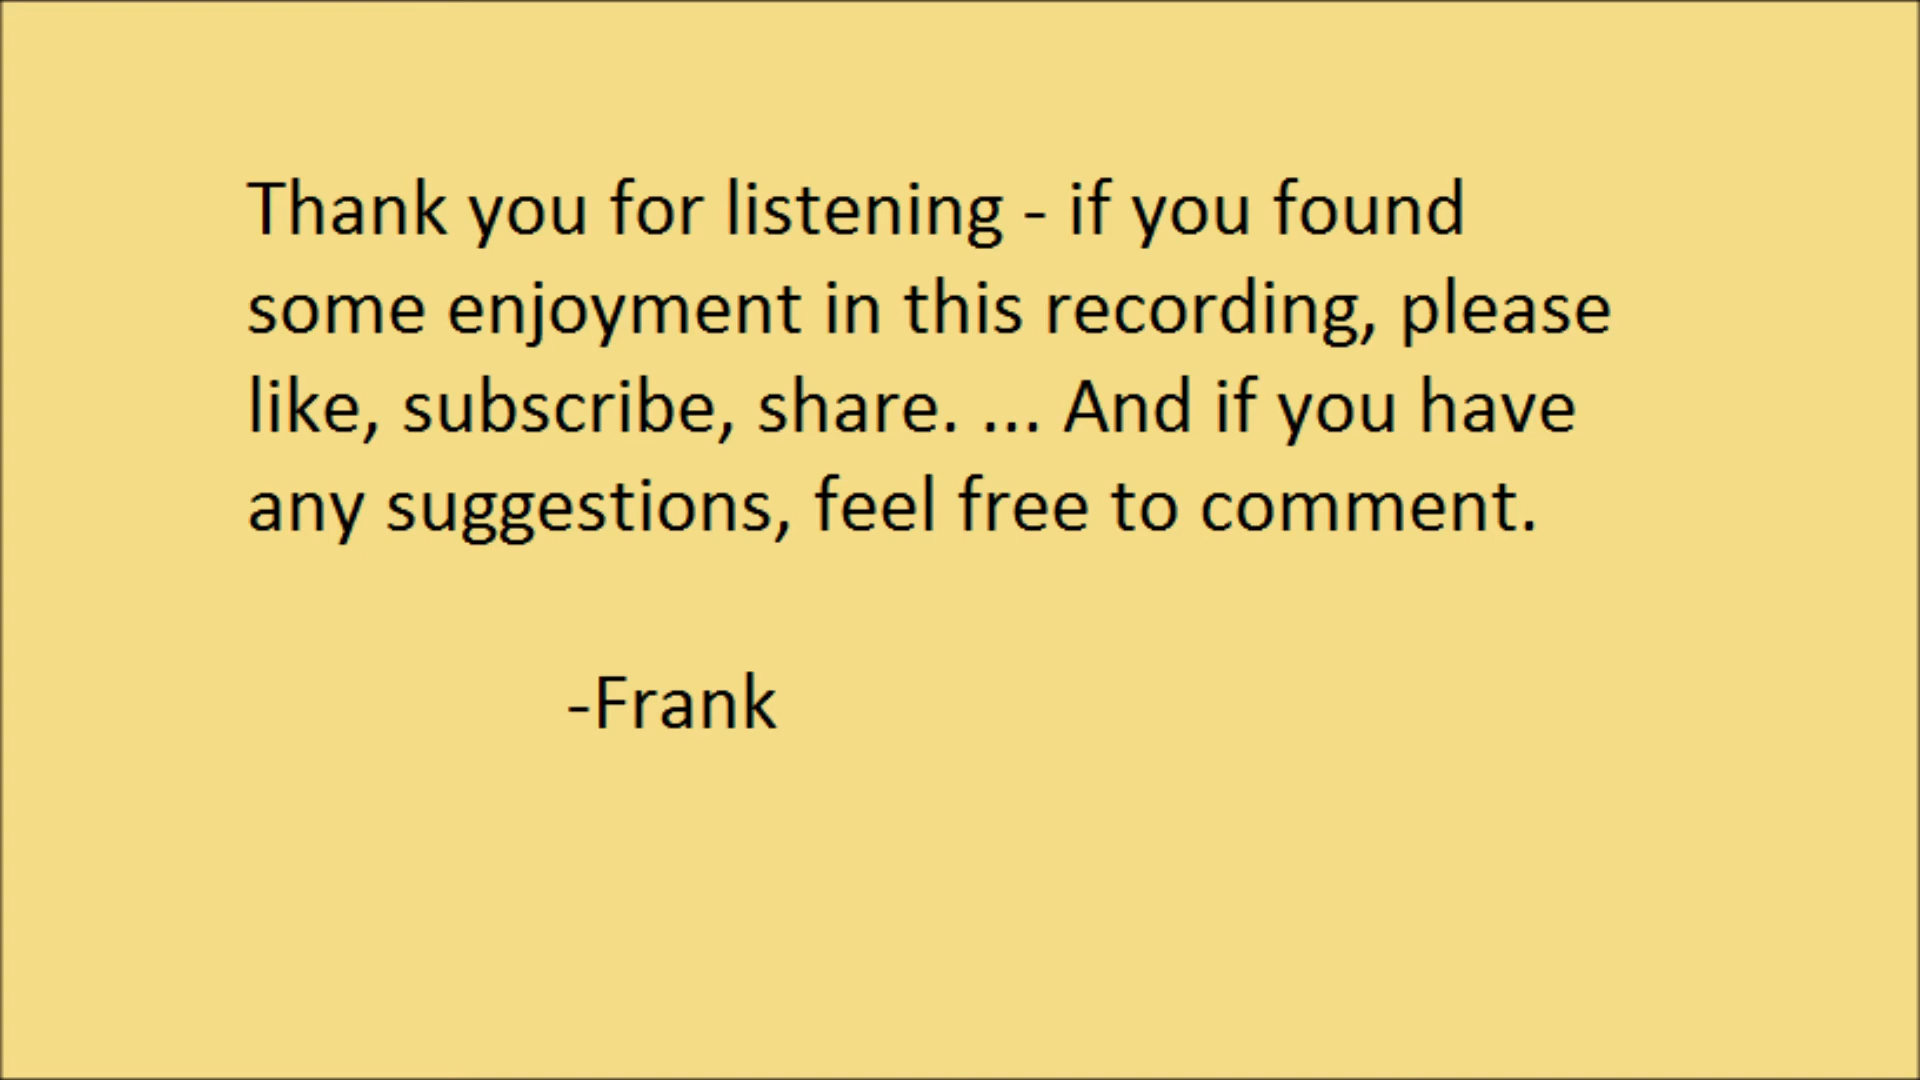 Thank you for listening - if you found
some enjoyment in this recording, please
like, subscribe, share. ... And if you have
any suggestions, feel free to comment.
-Frank